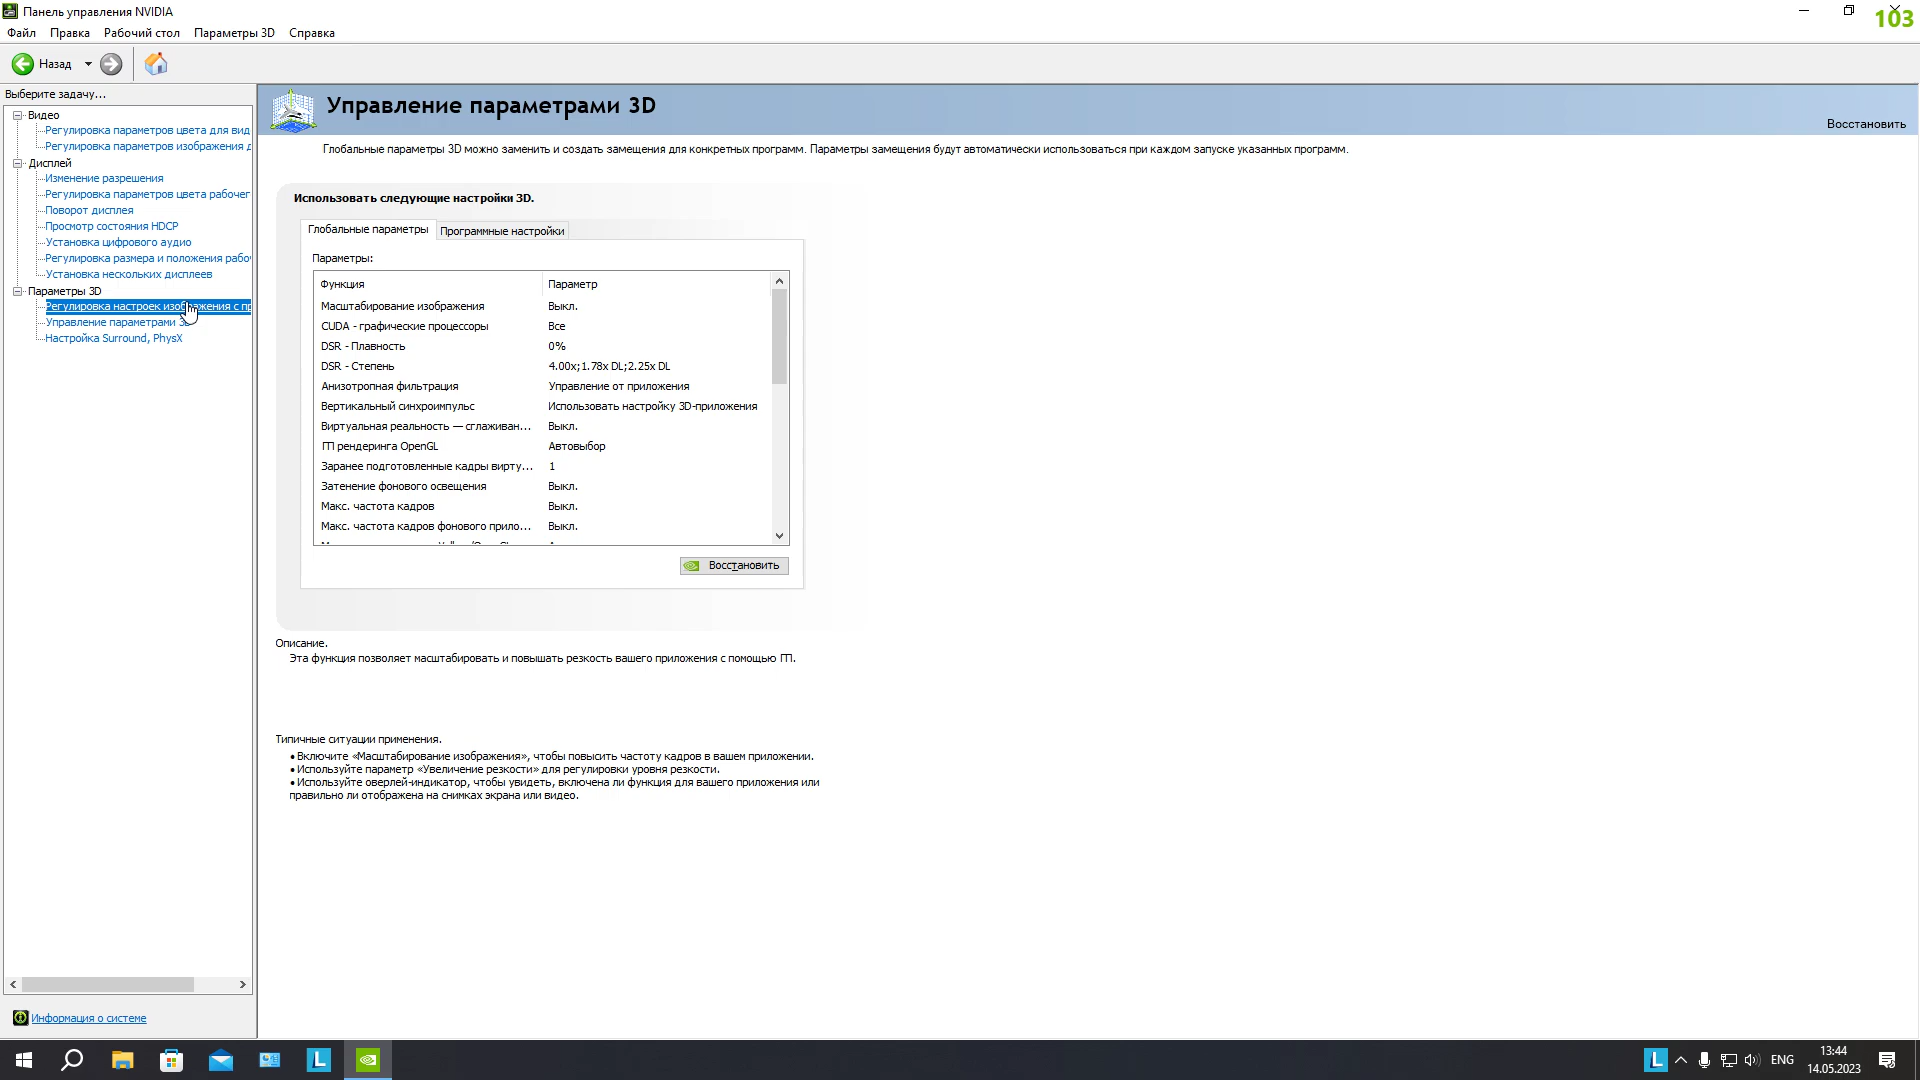 Панель управления NVIDIA
103
Файл Правка Рабочий стол Параметры 3D Справка
Назад
Выберите задачу...
Видео
Регулировка параметров цвета для вид
Регулировка параметров изображения д
Дисплей
Изменение разрешения
Регулировка параметров цвета рабочег
Поворот дисплея
Просмотр состояния HDCP
Установка цифрового аудио
Регулировка размера и положения рабо
Установка нескольких дисплеев
Параметры 3D
Регулировка настроек изображения с пр
Управление параметрами 3D
Настройка Surround, PhysX
Информация о системе
Управление параметрами 3D
Восстановить
Глобальные параметры 3D можно заменить и создать замещения для конкретных программ. Параметры замещения будут автоматически использоваться при каждом запуске указанных программ.
Использовать следующие настройки 3D.
Глобальные параметры Программные настройки
Параметры:
Функция Параметр
Масштабирование изображения Выкл.
CUDA - графические процессоры Все
DSR - Плавность 0%
DSR - Степень 4.00x;1.78x DL;2.25x DL
Анизотропная фильтрация Управление от приложения
Вертикальный синхроимпульс Использовать настройку 3D-приложения
Виртуальная реальность — сглаживан... Выкл.
ГП рендеринга OpenGL Автовыбор
Заранее подготовленные кадры вирту... 1
Затенение фонового освещения Выкл.
Макс. частота кадров Выкл.
Макс. частота кадров фонового прило... Выкл.
Восстановить
Описание.
Эта функция позволяет масштабировать и повышать резкость вашего приложения с помощью ГП.
Типичные ситуации применения.
• Включите «Масштабирование изображения», чтобы повысить частоту кадров в вашем приложении.
• Используйте параметр «Увеличение резкости» для регулировки уровня резкости.
• Используйте оверлей-индикатор, чтобы увидеть, включена ли функция для вашего приложения или
правильно ли отображена на снимках экрана или видео.
L
L
ENG
13:44
14.05.2023